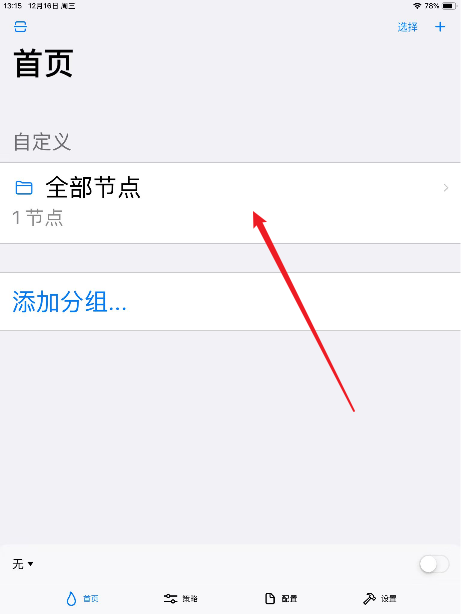 13:15 12月16日 周三 78%
选择
首页
自定义
全部节点
1 节点
添加分组...
无
首页 策略 配置 设置